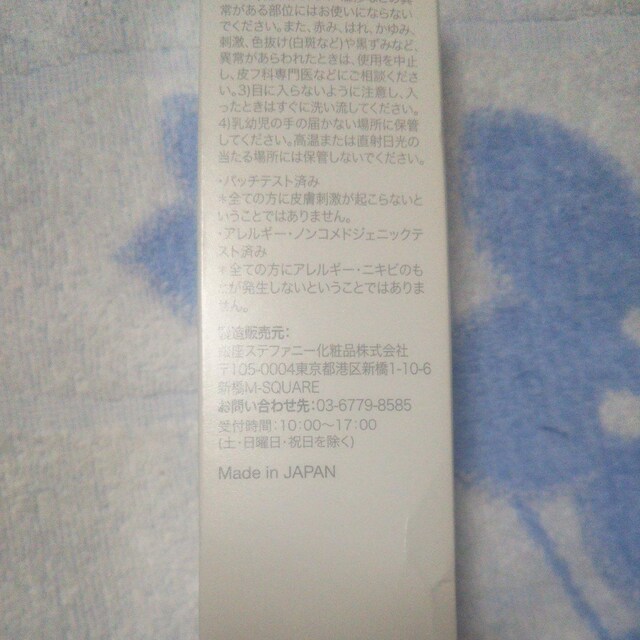 常がある部位にはお使いにならない
でください。また、赤み、はれ、かゆみ、
刺激、色抜け(白斑など)や黒ずみなど、
異常があらわれたときは、使用を中止
し、皮フ科専門医などにご相談くださ
い。3)目に入らないように注意し、入
ったときはすぐに洗い流してください。
4)乳幼児の手の届かない場所に保管
してください。高温または直射日光の
当たる場所には保管しないでください。
・パッチテスト済み
※全ての方に皮膚刺激が起こらないと
いうことではありません。
・アレルギー・ノンコメドジェニックテ
スト済み
※全ての方にアレルギー・ニキビのも
とが発生しないということではありま
せん。
製造販売元:
銀座ステファニー化粧品株式会社
〒105-0004東京都港区新橋1-10-6
新橋M-SQUARE
お問い合わせ先:03-6779-8585
受付時間:10:00〜17:00
(土・日曜日・祝日を除く)
Made in JAPAN